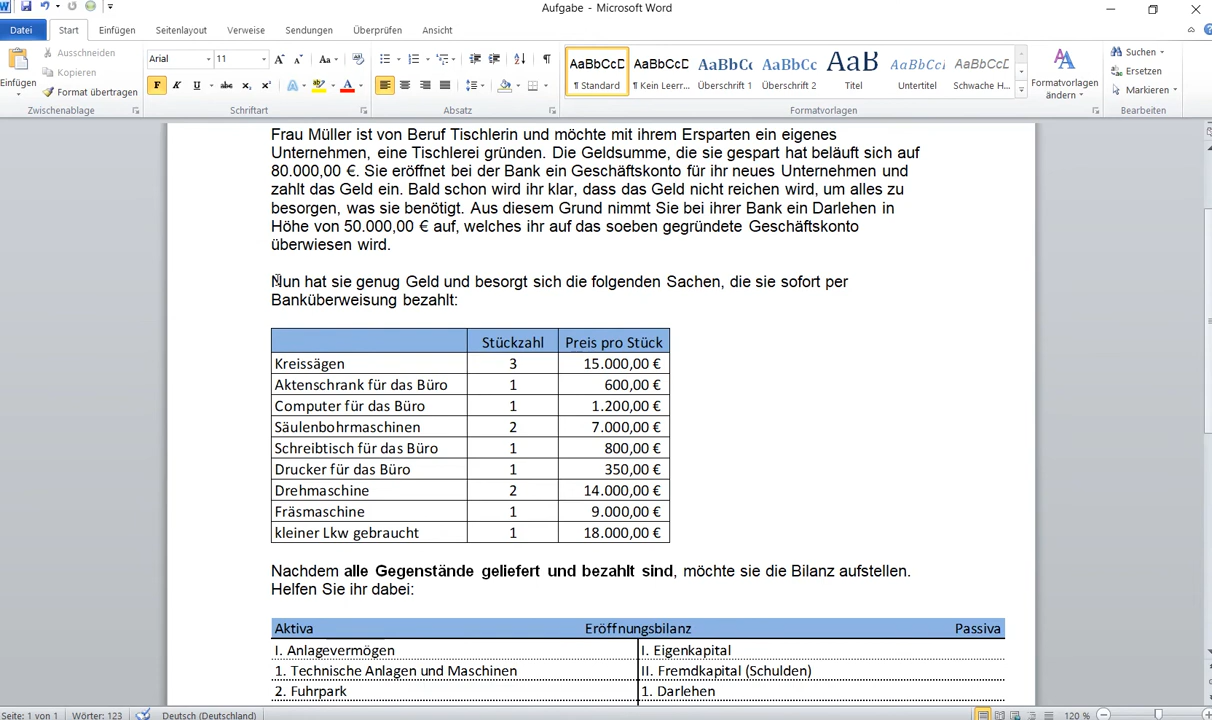 Aufgabe - Microsoft Word
Datei Start Einfügen Seitenlayout Verweise Sendungen Überprüfen Ansicht
Einfügen
Ausschneiden
Kopieren
Format übertragen
Zwischenablage
Arial 11
F K U abc x₂ x²
Schriftart
Absatz
AaBbCcD AaBbCcD AaBbCc AaBbCc AaB AaBbCcI AaBbCcD
¶ Standard ¶ Kein Leerr... Überschrift 1 Überschrift 2 Titel Untertitel Schwache H...
Formatvorlagen
Formatvorlagen ändern
Suchen
Ersetzen
Markieren
Bearbeiten
Frau Müller ist von Beruf Tischlerin und möchte mit ihrem Ersparten ein eigenes
Unternehmen, eine Tischlerei gründen. Die Geldsumme, die sie gespart hat beläuft sich auf
80.000,00 €. Sie eröffnet bei der Bank ein Geschäftskonto für ihr neues Unternehmen und
zahlt das Geld ein. Bald schon wird ihr klar, dass das Geld nicht reichen wird, um alles zu
besorgen, was sie benötigt. Aus diesem Grund nimmt Sie bei ihrer Bank ein Darlehen in
Höhe von 50.000,00 € auf, welches ihr auf das soeben gegründete Geschäftskonto
überwiesen wird.
Nun hat sie genug Geld und besorgt sich die folgenden Sachen, die sie sofort per
Banküberweisung bezahlt:
Stückzahl Preis pro Stück
Kreissägen 3 15.000,00 €
Aktenschrank für das Büro 1 600,00 €
Computer für das Büro 1 1.200,00 €
Säulenbohrmaschinen 2 7.000,00 €
Schreibtisch für das Büro 1 800,00 €
Drucker für das Büro 1 350,00 €
Drehmaschine 2 14.000,00 €
Fräsmaschine 1 9.000,00 €
kleiner Lkw gebraucht 1 18.000,00 €
Nachdem alle Gegenstände geliefert und bezahlt sind, möchte sie die Bilanz aufstellen.
Helfen Sie ihr dabei:
Aktiva Eröffnungsbilanz Passiva
I. Anlagevermögen I. Eigenkapital
1. Technische Anlagen und Maschinen II. Fremdkapital (Schulden)
2. Fuhrpark 1. Darlehen
Seite: 1 von 1 Wörter: 123 Deutsch (Deutschland) 120 %